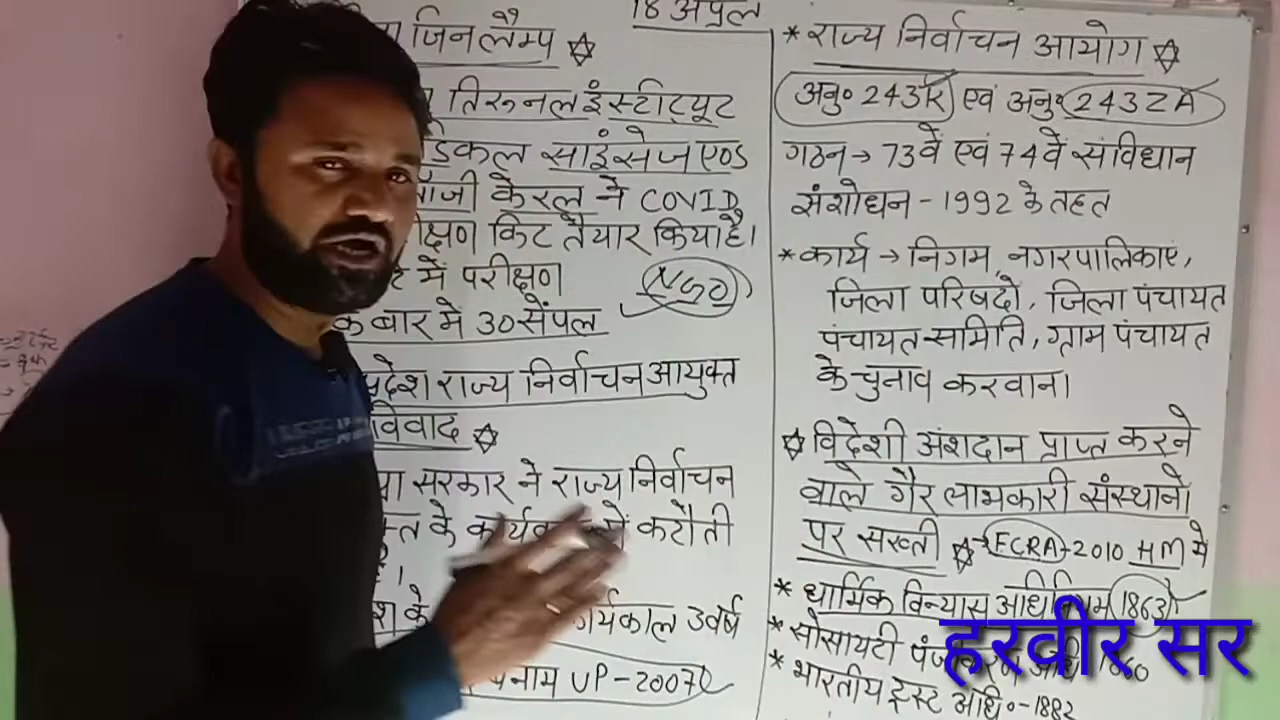 18 अप्रैल
जिन लैम्प
तिरुनल इंस्टीट्यूट
डिकल साइंसेज एण्ड
केरल ने COVID
क्षण किट तैयार किया है।
में परीक्षण
के बार में 30 सेंपल
प्रदेश राज्य निर्वाचन आयुक्त
विवाद
सरकार ने राज्य निर्वाचन
के कार्यकाल में कटौती
है।
के
र्यकाल 3 वर्ष
बनाम UP-2007
* राज्य निर्वाचन आयोग
अनु० 243K एवं अनु० 243ZA
गठन → 73वें एवं 74वें संविधान
संशोधन - 1992 के तहत
* कार्य → निगम, नगरपालिकाएं,
जिला परिषदों, जिला पंचायत
पंचायत समिति, ग्राम पंचायत
के चुनाव करवाना।
विदेशी अंशदान प्राप्त करने
वाले गैर लाभकारी संस्थानों
पर सख्ती → FCRA-2010 HM में
* धार्मिक विन्यास अधिनियम 1863
* सोसायटी पंजीकरण अधि 1860
* भारतीय ट्रस्ट अधि०-1882
हरवीर सर